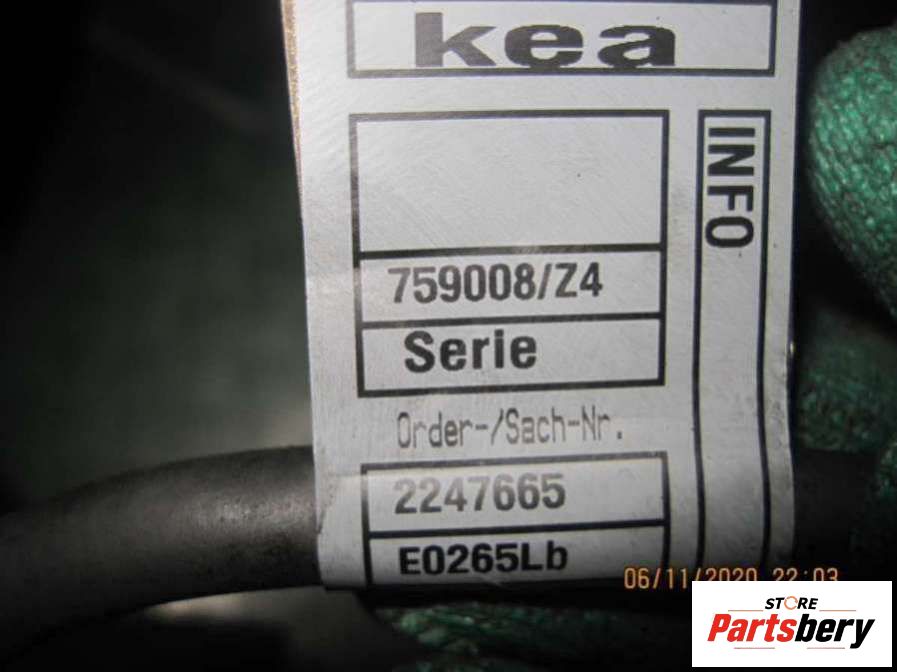 kea
INFO
759008/Z4
Serie
Order-/Sach-Nr.
2247665
E0265Lb
06/11/2020 22:03
STORE
Partsbery